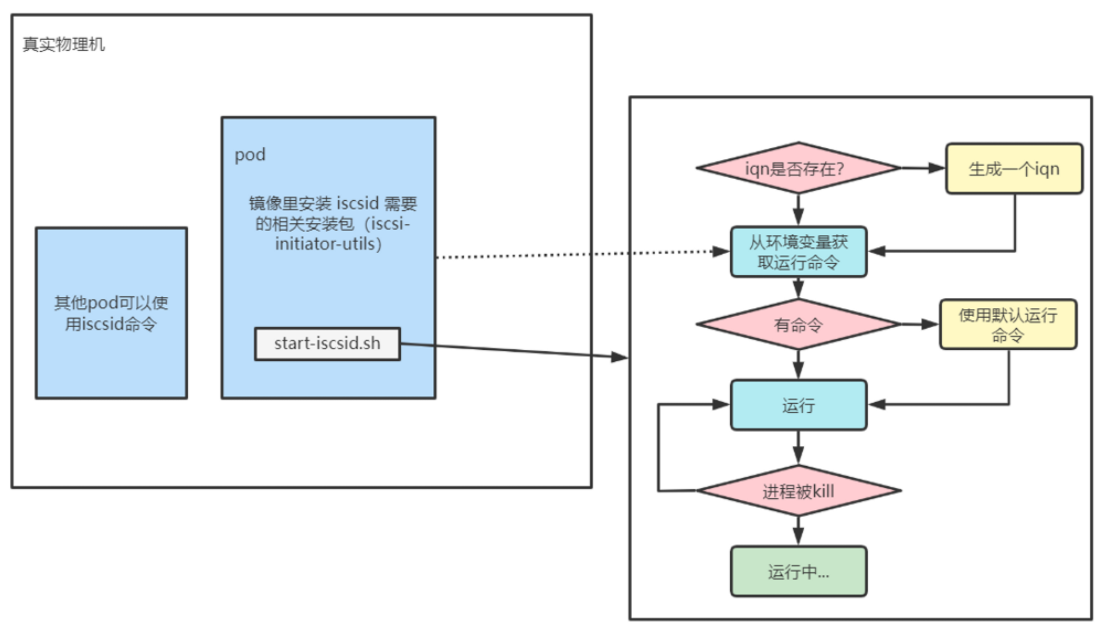 真实物理机
pod
镜像里安装 iscsid 需要
的相关安装包（iscsi-
initiator-utils）
其他pod可以使
用iscsid命令
start-iscsid.sh
iqn是否存在？
生成一个iqn
从环境变量获
取运行命令
有命令
使用默认运行
命令
运行
进程被kill
运行中...